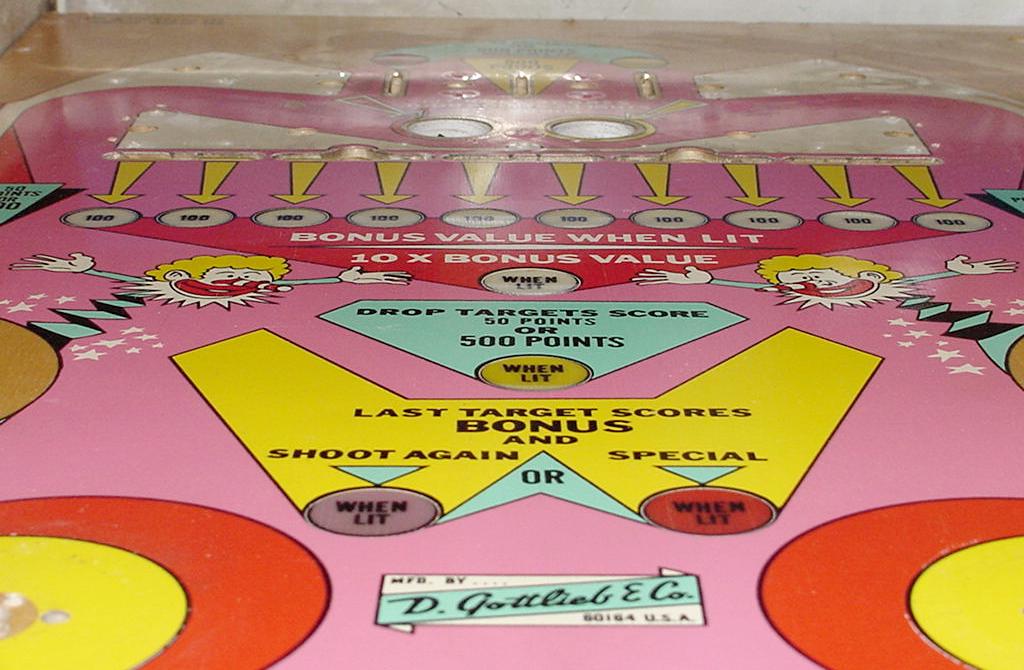 100 100 100 100 100 100 100 100 100 100
BONUS VALUE WHEN LIT
10 X BONUS VALUE
WHEN
LIT
DROP TARGETS SCORE
50 POINTS
OR
500 POINTS
WHEN
LIT
LAST TARGET SCORES
BONUS
AND
SHOOT AGAIN
SPECIAL
OR
WHEN
LIT
WHEN
LIT
MFD. BY ....
D. Gottlieb & Co.
60164 U.S.A.